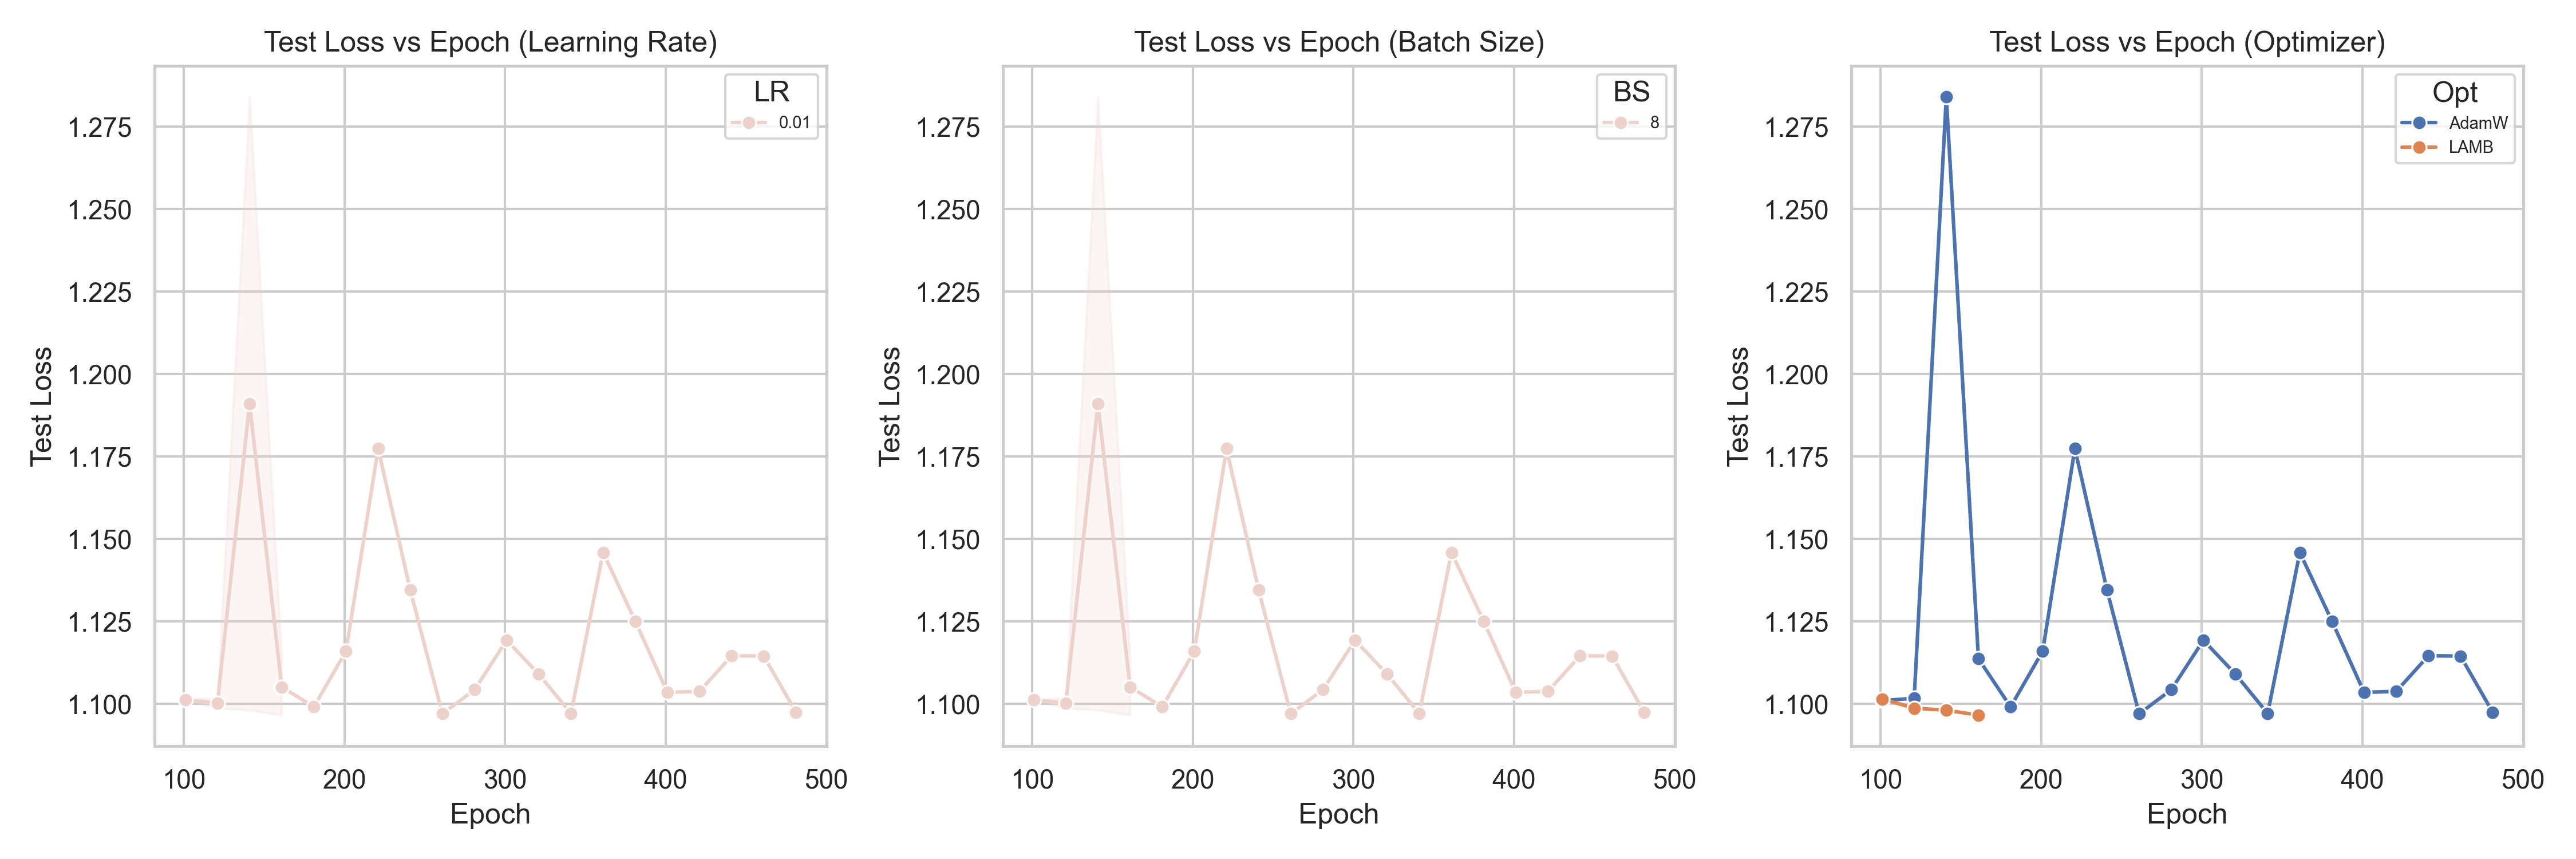 Test Loss vs Epoch (Learning Rate)
LR
0.01
1.275
1.250
1.225
1.200
1.175
1.150
1.125
1.100
Test Loss
100 200 300 400 500
Epoch
Test Loss vs Epoch (Batch Size)
BS
8
1.275
1.250
1.225
1.200
1.175
1.150
1.125
1.100
Test Loss
100 200 300 400 500
Epoch
Test Loss vs Epoch (Optimizer)
Opt
AdamW
LAMB
1.275
1.250
1.225
1.200
1.175
1.150
1.125
1.100
Test Loss
100 200 300 400 500
Epoch